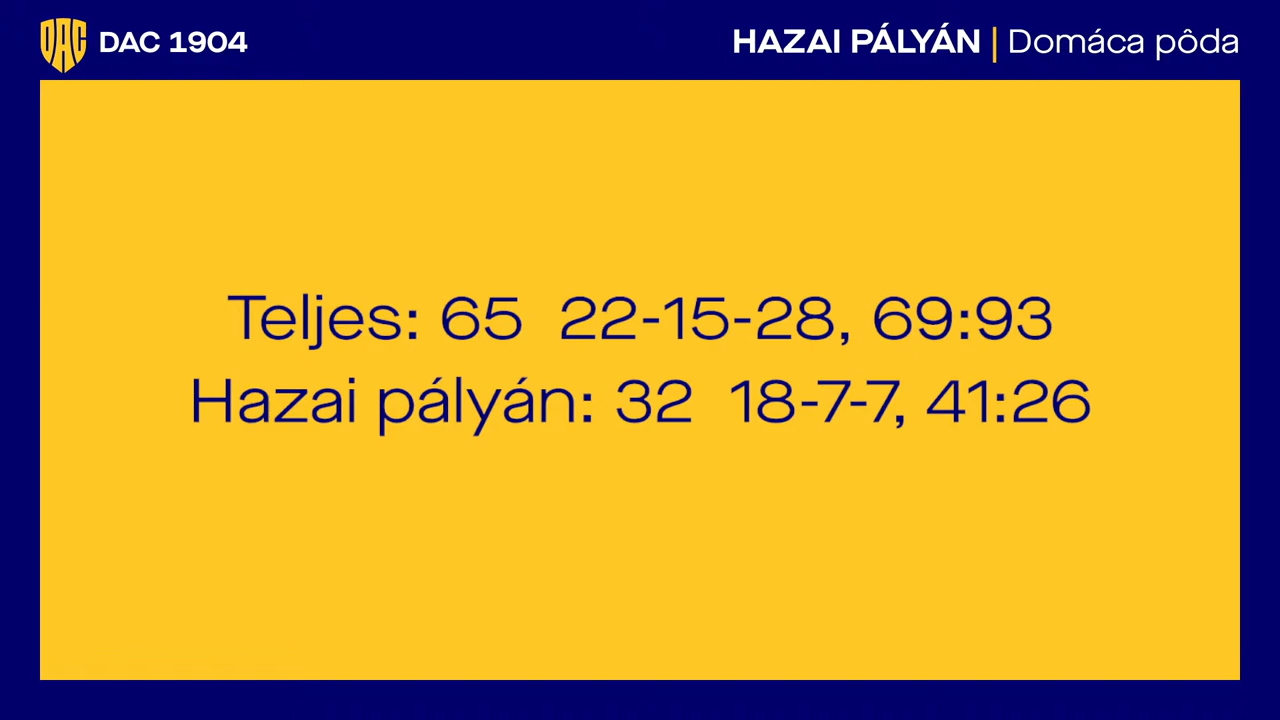 DAC DAC 1904
HAZAI PÁLYÁN | Domáca pôda
Teljes: 65 22-15-28, 69:93
Hazai pályán: 32 18-7-7, 41:26